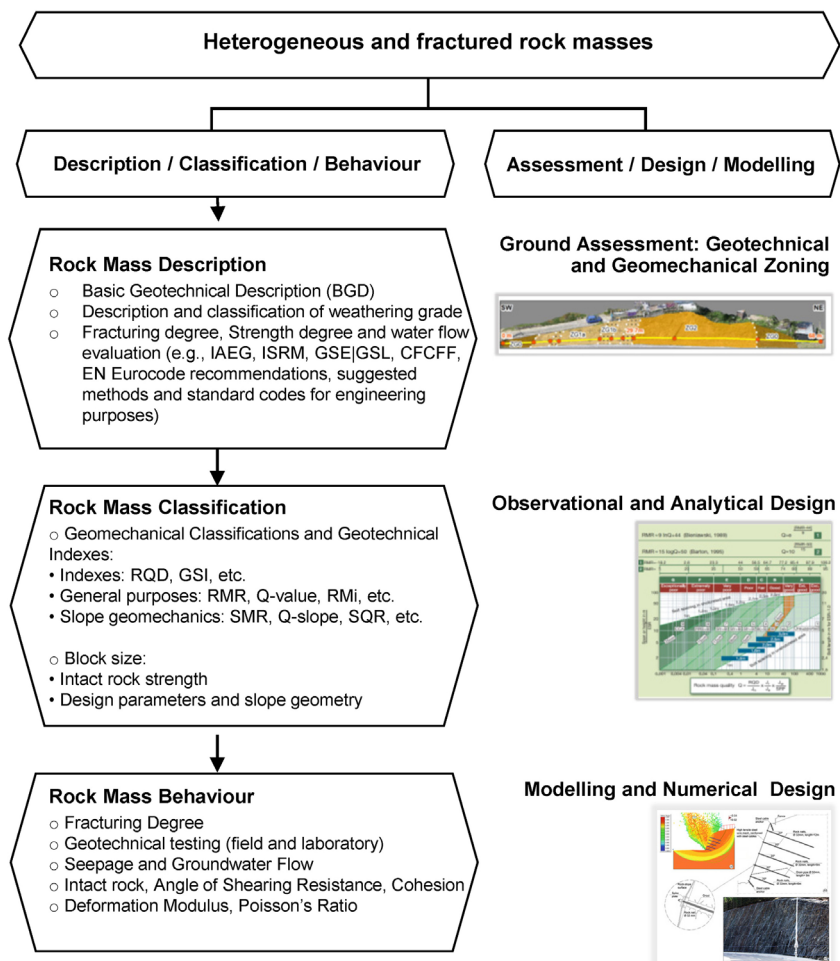 Heterogeneous and fractured rock masses
Description / Classification / Behaviour
Assessment / Design / Modelling
Rock Mass Description
○ Basic Geotechnical Description (BGD)
○ Description and classification of weathering grade
○ Fracturing degree, Strength degree and water flow
evaluation (e.g., IAEG, ISRM, GSE|GSL, CFCFF,
EN Eurocode recommendations, suggested
methods and standard codes for engineering
purposes)
Ground Assessment: Geotechnical
and Geomechanical Zoning
SW
NE
Rock Mass Classification
○ Geomechanical Classifications and Geotechnical
Indexes:
• Indexes: RQD, GSI, etc.
• General purposes: RMR, Q-value, RMi, etc.
• Slope geomechanics: SMR, Q-slope, SQR, etc.
○ Block size:
• Intact rock strength
• Design parameters and slope geometry
Observational and Analytical Design
Rock mass quality
Rock Mass Behaviour
○ Fracturing Degree
○ Geotechnical testing (field and laboratory)
○ Seepage and Groundwater Flow
○ Intact rock, Angle of Shearing Resistance, Cohesion
○ Deformation Modulus, Poisson's Ratio
Modelling and Numerical Design